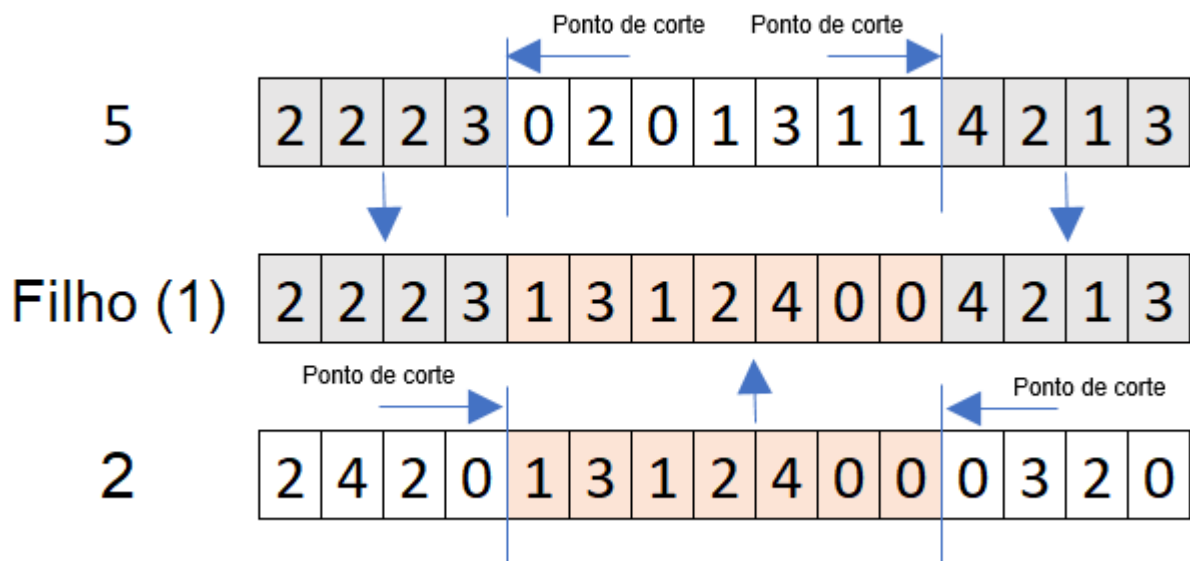 Ponto de corte Ponto de corte
5 2 2 2 3 0 2 0 1 3 1 1 4 2 1 3
Filho (1) 2 2 2 3 1 3 1 2 4 0 0 4 2 1 3
Ponto de corte Ponto de corte
2 2 4 2 0 1 3 1 2 4 0 0 0 3 2 0